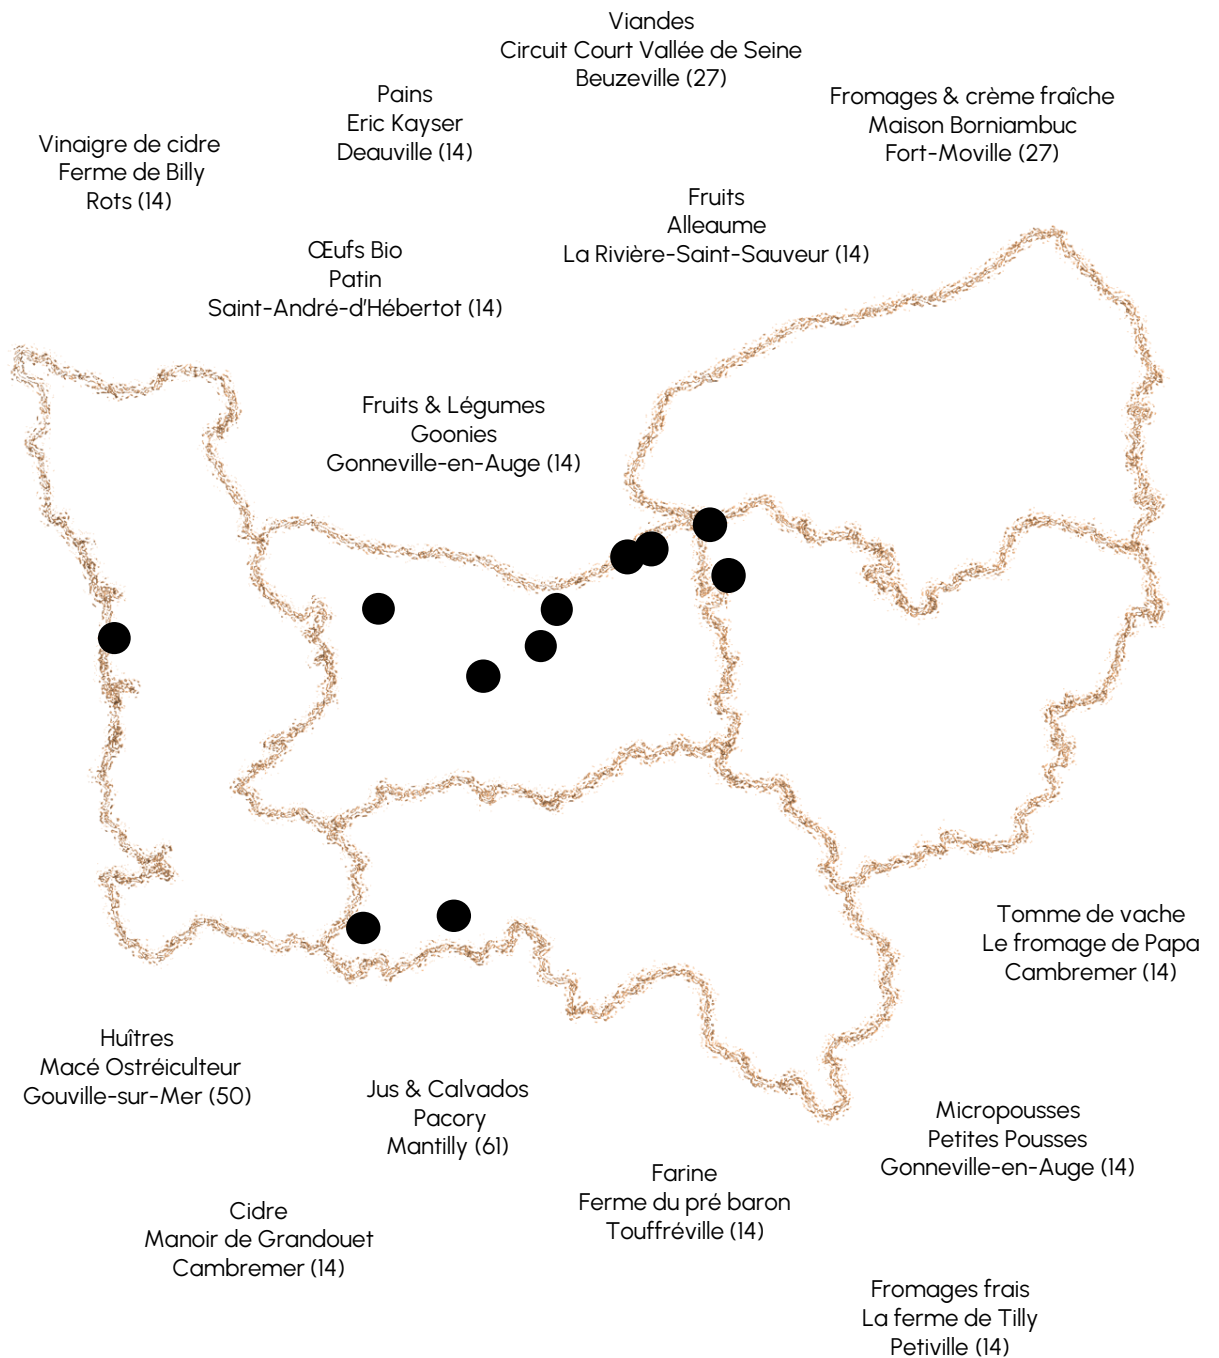 Viandes
Circuit Court Vallée de Seine
Beuzeville (27)
Pains
Eric Kayser
Deauville (14)
Fromages & crème fraîche
Maison Borniambuc
Fort-Moville (27)
Vinaigre de cidre
Ferme de Billy
Rots (14)
Fruits
Alleaume
La Rivière-Saint-Sauveur (14)
Œufs Bio
Patin
Saint-André-d'Hébertot (14)
Fruits & Légumes
Goonies
Gonneville-en-Auge (14)
Tomme de vache
Le fromage de Papa
Cambremer (14)
Huîtres
Macé Ostréiculteur
Gouville-sur-Mer (50)
Jus & Calvados
Pacory
Mantilly (61)
Micropousses
Petites Pousses
Gonneville-en-Auge (14)
Farine
Ferme du pré baron
Touffréville (14)
Cidre
Manoir de Grandouet
Cambremer (14)
Fromages frais
La ferme de Tilly
Petiville (14)